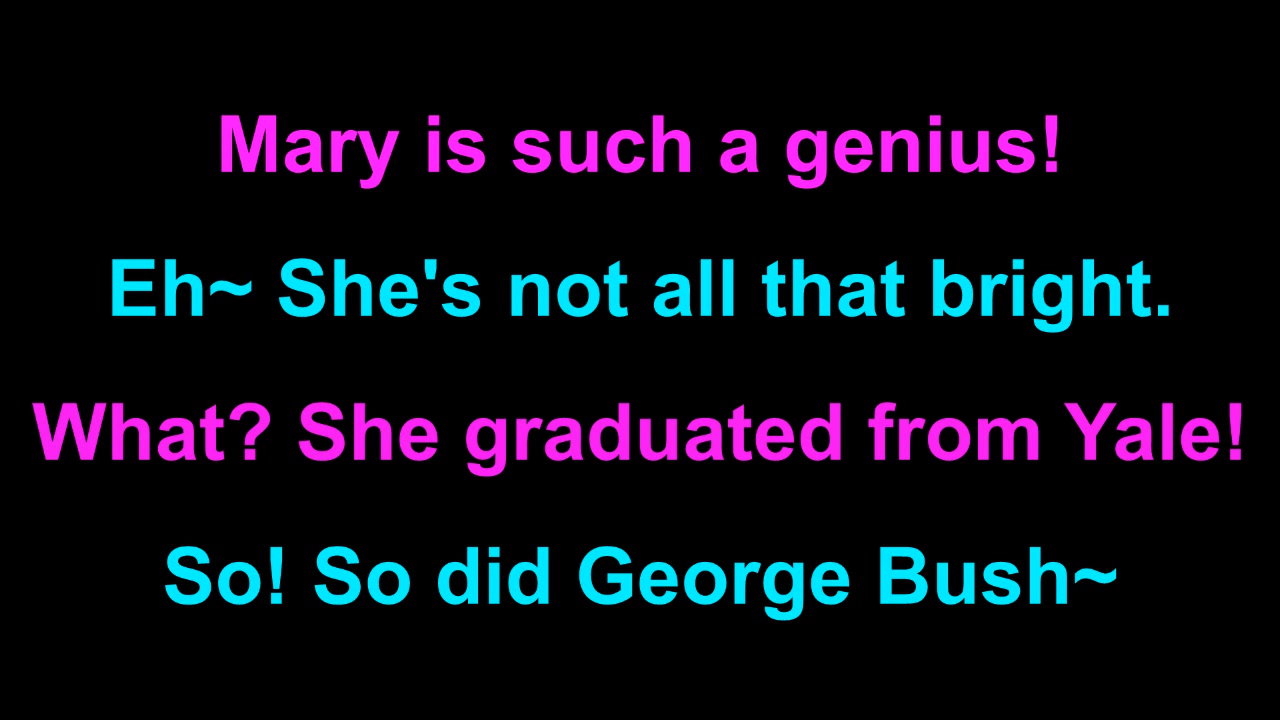 Mary is such a genius!
Eh~ She's not all that bright.
What? She graduated from Yale!
So! So did George Bush~